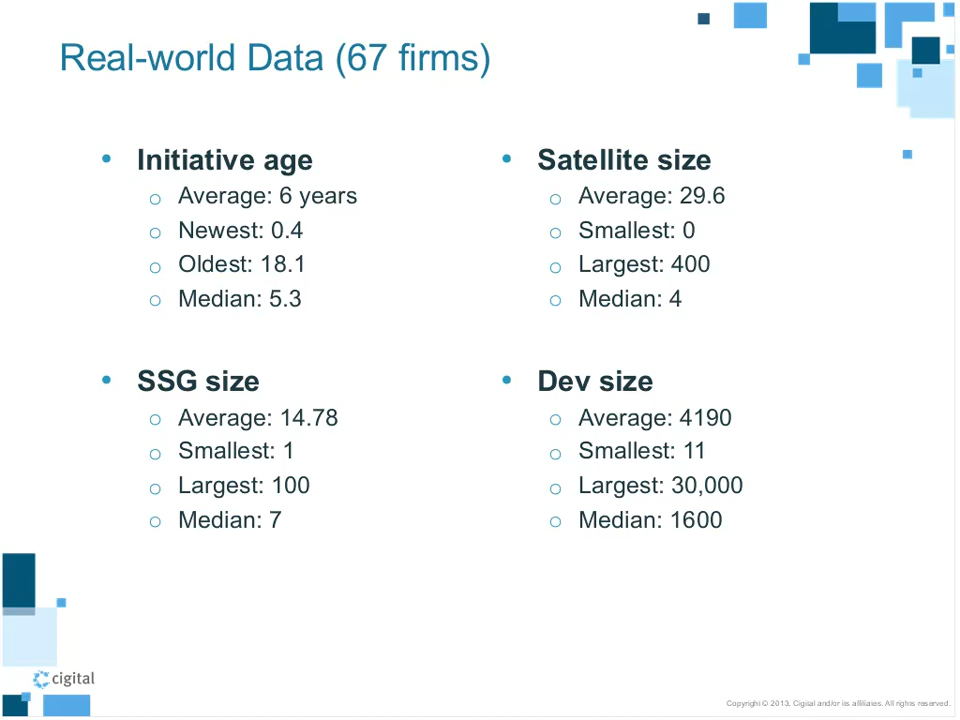 Real-world Data (67 firms)
• Initiative age
o Average: 6 years
o Newest: 0.4
o Oldest: 18.1
o Median: 5.3
• Satellite size
o Average: 29.6
o Smallest: 0
o Largest: 400
o Median: 4
• SSG size
o Average: 14.78
o Smallest: 1
o Largest: 100
o Median: 7
• Dev size
o Average: 4190
o Smallest: 11
o Largest: 30,000
o Median: 1600
cigital
Copyright © 2013, Cigital and/or its affiliates. All rights reserved.